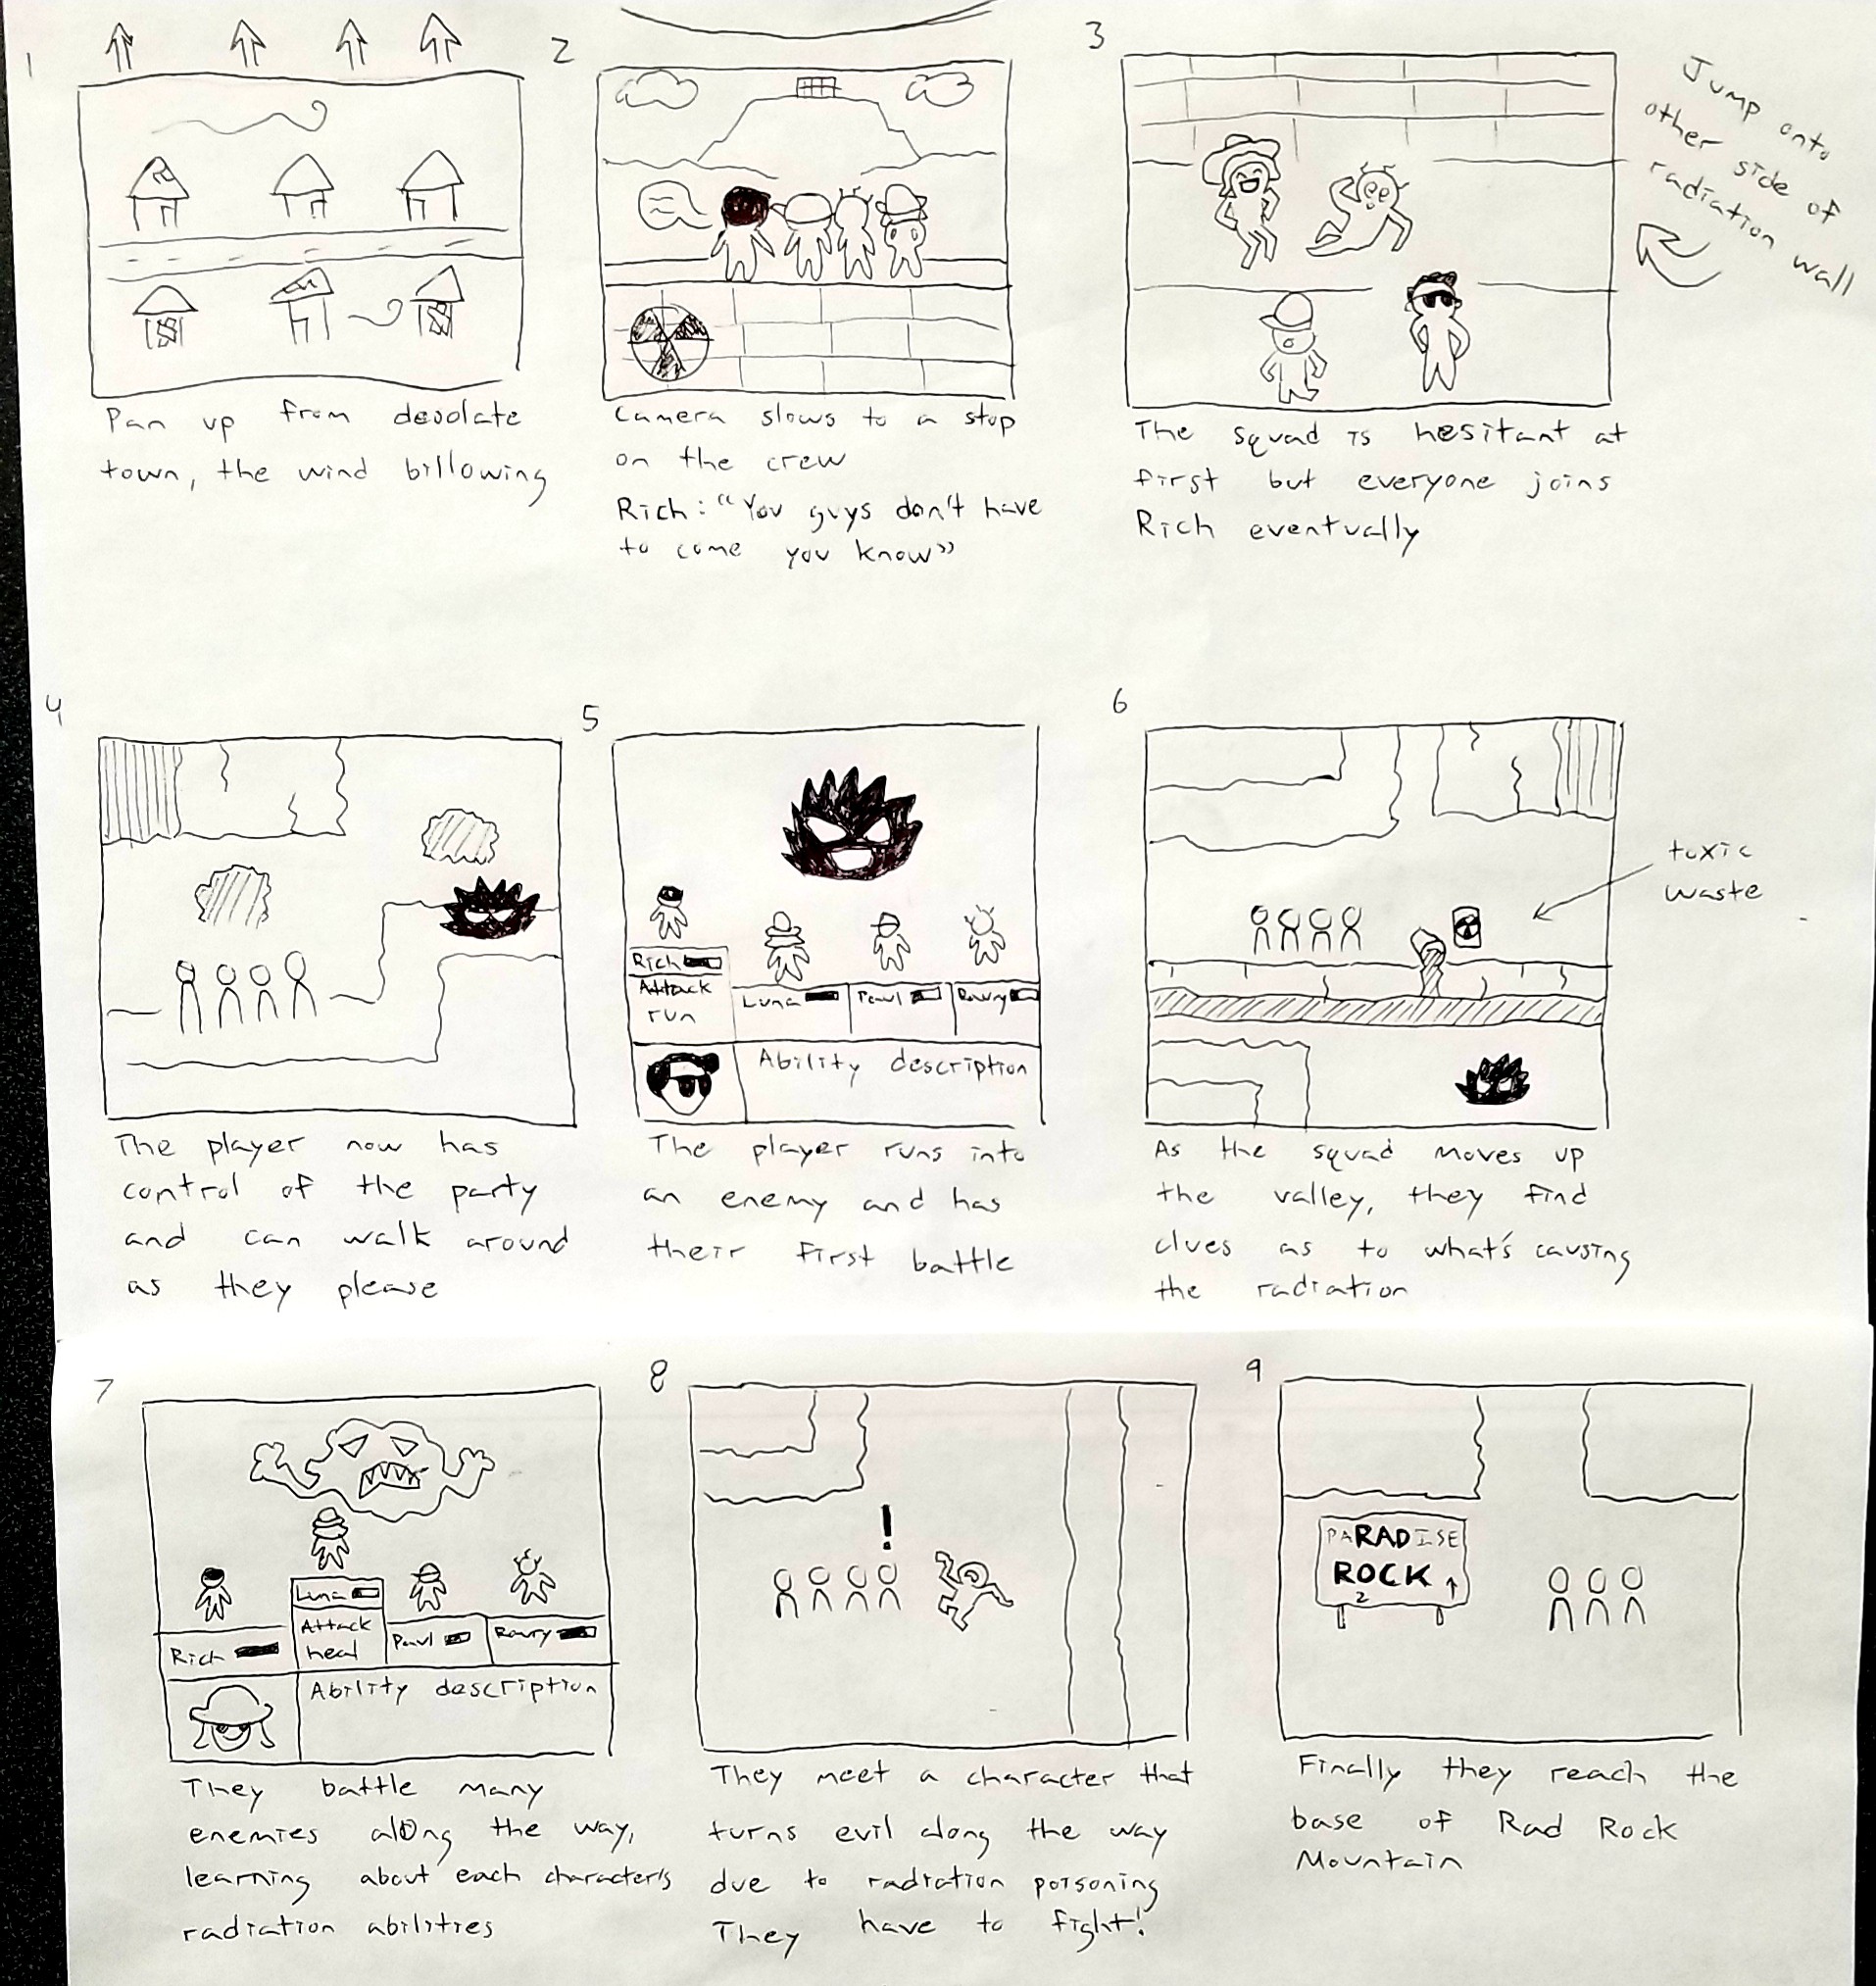 1
Pan up from desolate
town, the wind billowing
2
Camera slows to a stop
on the crew
Rich: "You guys don't have
to come you know"
3
The squad is hesitant at
first but everyone joins
Rich eventually
Jump onto
other side of
radiation wall
4
The player now has
control of the party
and can walk around
as they please
5
Rich
Attack
run
Luna
Pawl
Rowry
Ability description
The player runs into
an enemy and has
their first battle
6
toxic
waste
As the squad moves up
the valley, they find
clues as to what's causing
the radiation
7
Luna
Attack
heal
Rich
Pawl
Rowry
Ability description
They battle many
enemies along the way,
learning about each character's
radiation abilities
8
!
They meet a character that
turns evil along the way
due to radiation poisoning
They have to fight!
9
PARADISE
ROCK
2
Finally they reach the
base of Rad Rock
Mountain